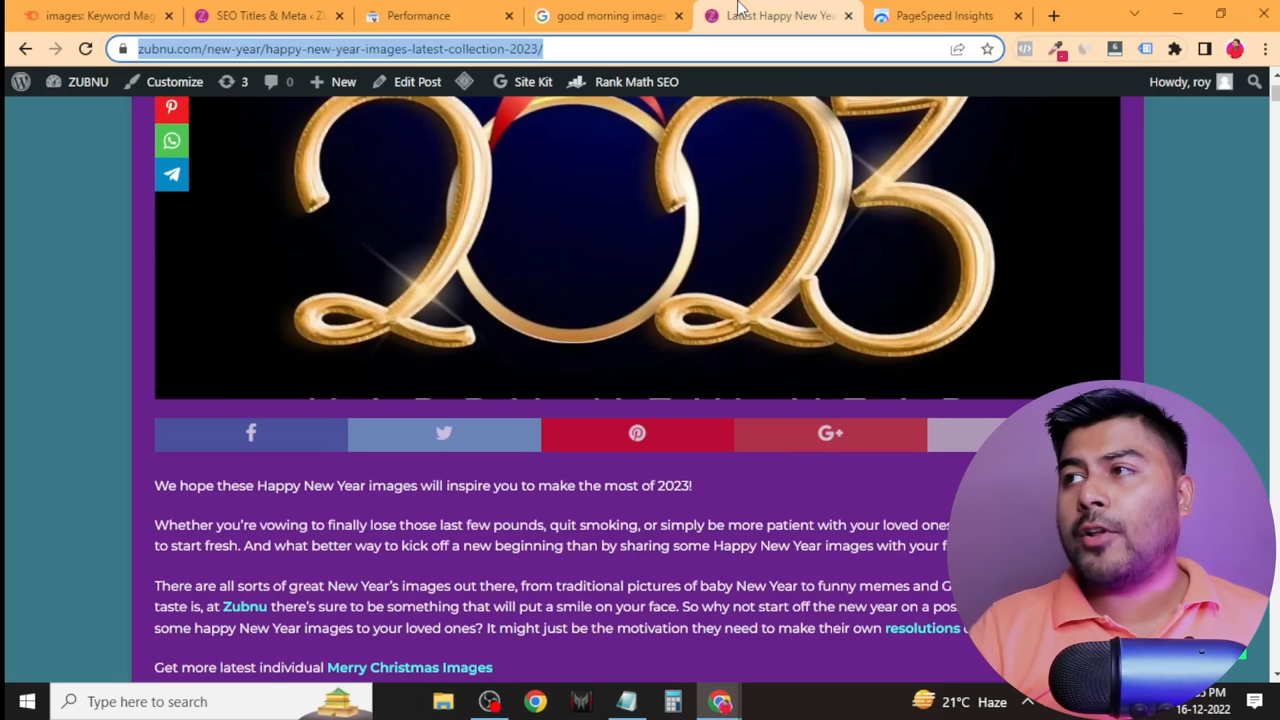 images: Keyword Mag
SEO Titles & Meta ‹ ZU
Performance
good morning images
Latest Happy New Yea
PageSpeed Insights
zubnu.com/new-year/happy-new-year-images-latest-collection-2023/
6
ZUBNU
Customize
3
0
New
Edit Post
Site Kit
Rank Math SEO
Howdy, roy
2023
We hope these Happy New Year images will inspire you to make the most of 2023!
Whether you're vowing to finally lose those last few pounds, quit smoking, or simply be more patient with your loved ones
to start fresh. And what better way to kick off a new beginning than by sharing some Happy New Year images with your f
There are all sorts of great New Year's images out there, from traditional pictures of baby New Year to funny memes and G
taste is, at Zubnu there's sure to be something that will put a smile on your face. So why not start off the new year on a pos
some happy New Year images to your loved ones? It might just be the motivation they need to make their own resolutions
Get more latest individual Merry Christmas Images
Type here to search
21°C Haze
PM
16-12-2022